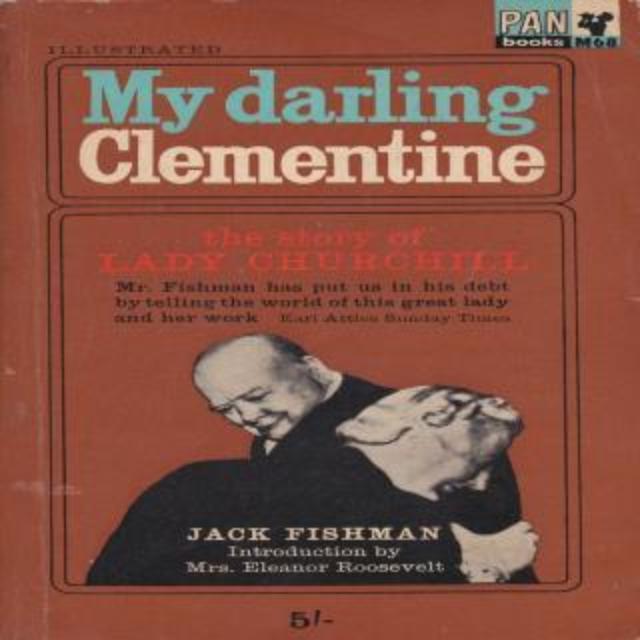 PAN
books M68
ILLUSTRATED
My darling
Clementine
the story of
LADY CHURCHILL
Mr. Fishman has put us in his debt
by telling the world of this great lady
and her work Earl Attlee Sunday Times
JACK FISHMAN
Introduction by
Mrs. Eleanor Roosevelt
5/-